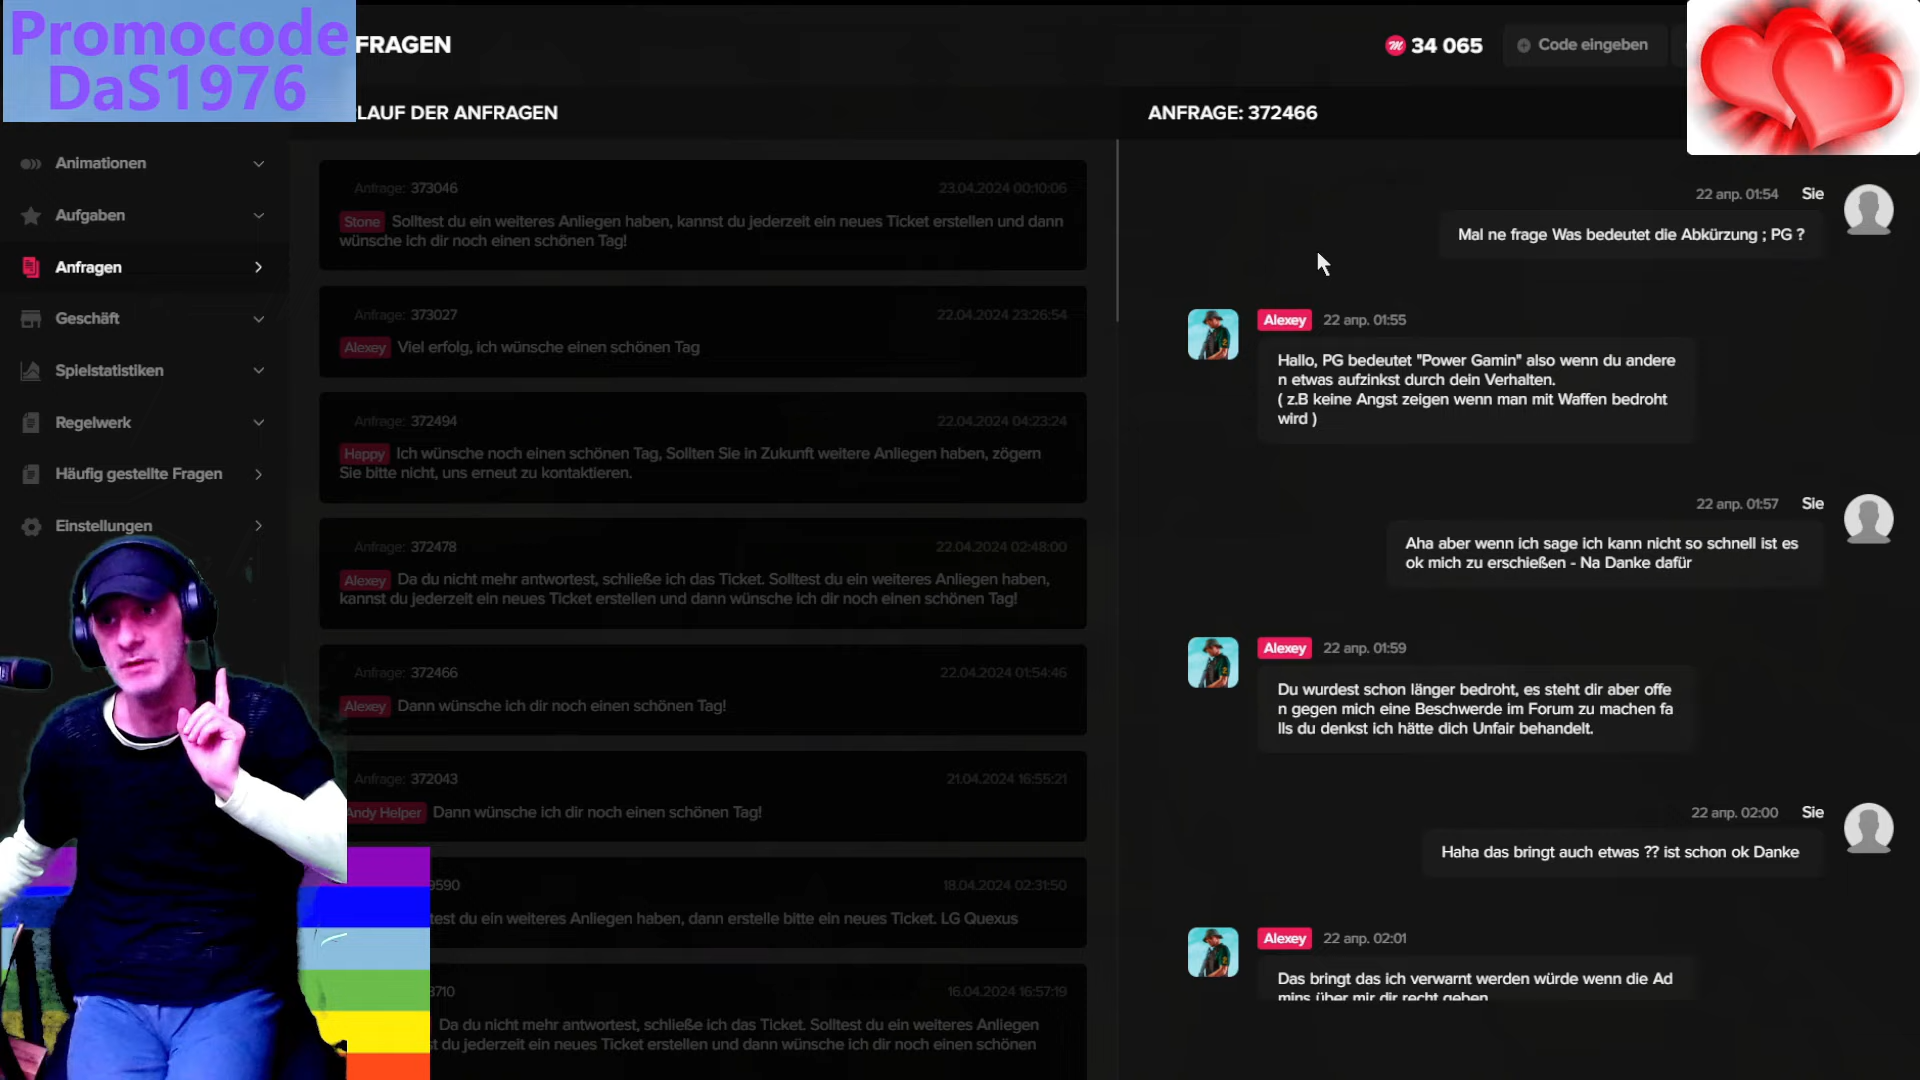 Promocode
DaS1976
FRAGEN
34 065
Code eingeben
LAUF DER ANFRAGEN
ANFRAGE: 372466
Animationen
Aufgaben
Anfragen
Geschäft
Spielstatistiken
Regelwerk
Häufig gestellte Fragen
Einstellungen
Anfrage: 373046
23.04.2024 00:10:06
Stone Solltest du ein weiteres Anliegen haben, kannst du jederzeit ein neues Ticket erstellen und dann
wünsche ich dir noch einen schönen Tag!
Anfrage: 373027
22.04.2024 23:26:54
Alexey Viel erfolg, ich wünsche einen schönen Tag
Anfrage: 372494
22.04.2024 04:23:24
Happy Ich wünsche noch einen schönen Tag, Sollten Sie in Zukunft weitere Anliegen haben, zögern
Sie bitte nicht, uns erneut zu kontaktieren.
Anfrage: 372478
22.04.2024 02:48:00
Alexey Da du nicht mehr antwortest, schließe ich das Ticket. Solltest du ein weiteres Anliegen haben,
kannst du jederzeit ein neues Ticket erstellen und dann wünsche ich dir noch einen schönen Tag!
Anfrage: 372466
22.04.2024 01:54:46
Alexey Dann wünsche ich dir noch einen schönen Tag!
Anfrage: 372043
21.04.2024 16:55:21
Andy Helper Dann wünsche ich dir noch einen schönen Tag!
9590
18.04.2024 02:31:50
test du ein weiteres Anliegen haben, dann erstelle bitte ein neues Ticket. LG Quexus
3710
16.04.2024 16:57:19
Da du nicht mehr antwortest, schließe ich das Ticket. Solltest du ein weiteres Anliegen
t du jederzeit ein neues Ticket erstellen und dann wünsche ich dir noch einen schönen
22 апр. 01:54 Sie
Mal ne frage Was bedeutet die Abkürzung ; PG ?
Alexey 22 апр. 01:55
Hallo, PG bedeutet "Power Gamin" also wenn du andere
n etwas aufzinkst durch dein Verhalten.
( z.B keine Angst zeigen wenn man mit Waffen bedroht
wird )
22 апр. 01:57 Sie
Aha aber wenn ich sage ich kann nicht so schnell ist es
ok mich zu erschießen - Na Danke dafür
Alexey 22 апр. 01:59
Du wurdest schon länger bedroht, es steht dir aber offe
n gegen mich eine Beschwerde im Forum zu machen fa
lls du denkst ich hätte dich Unfair behandelt.
22 апр. 02:00 Sie
Haha das bringt auch etwas ?? ist schon ok Danke
Alexey 22 апр. 02:01
Das bringt das ich verwarnt werden würde wenn die Ad
mins über mir dir recht geben